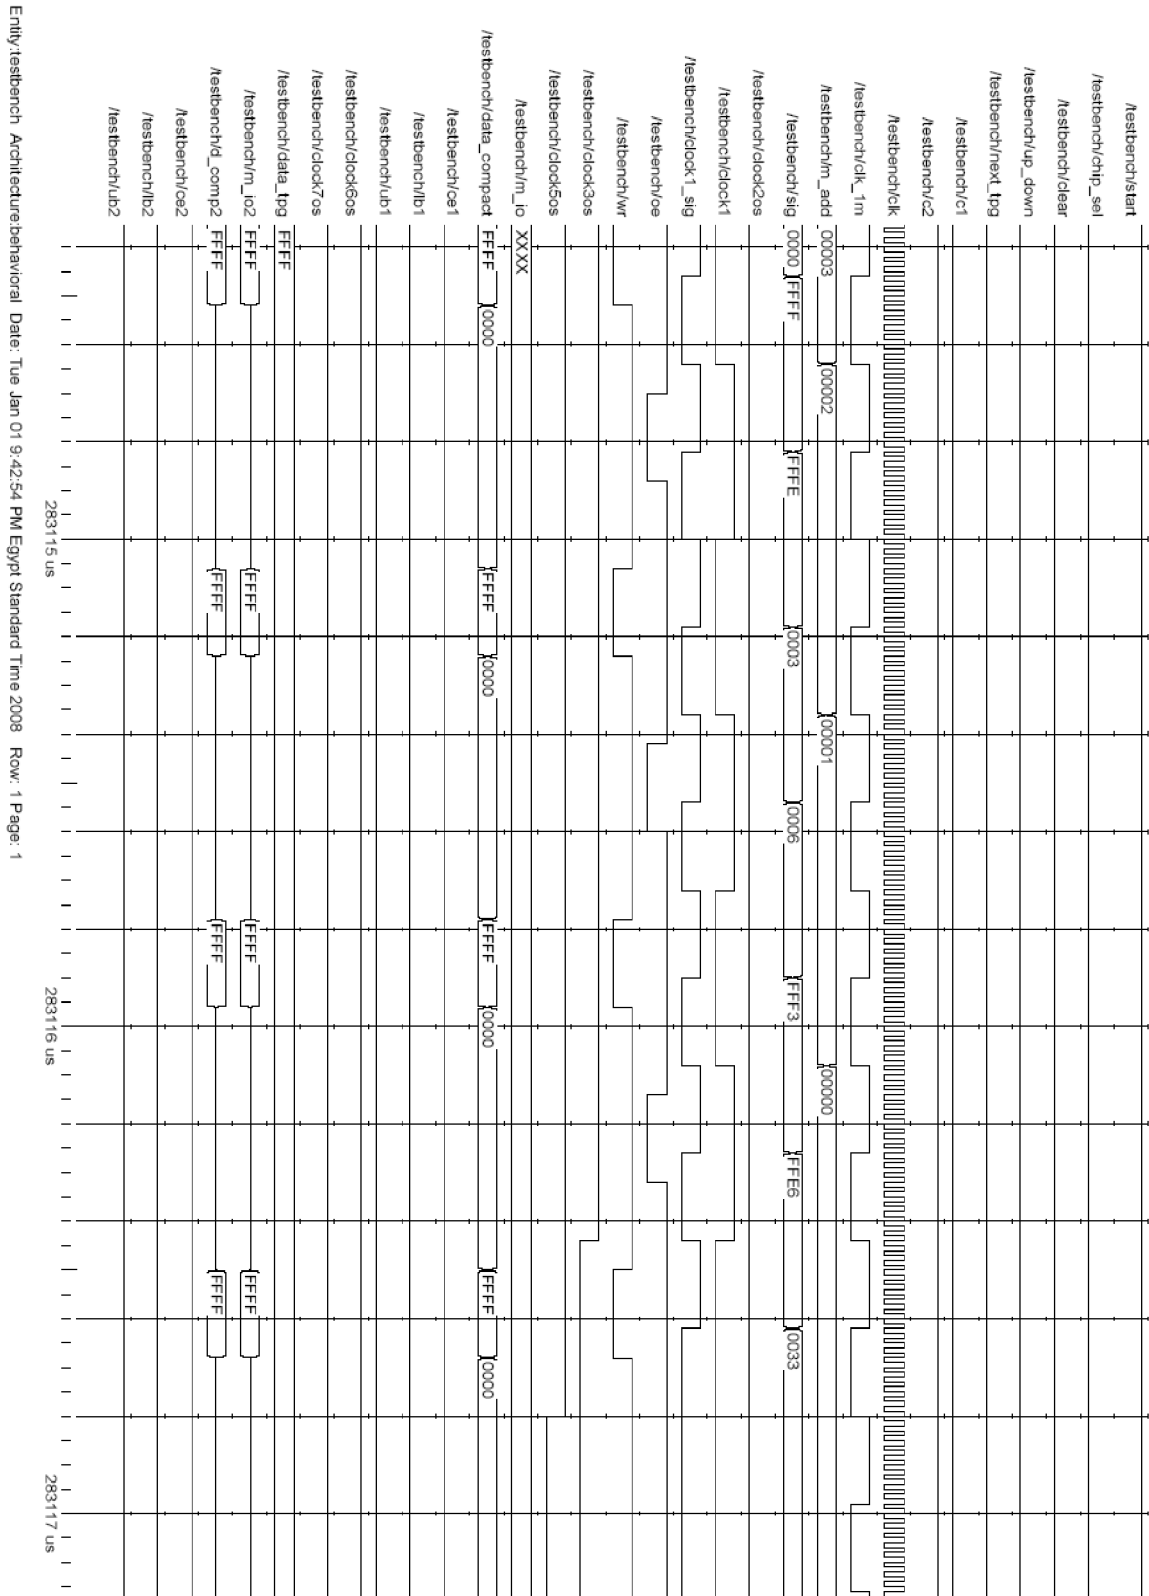 /testbench/start
/testbench/chip_sel
/testbench/clear
/testbench/up_down
/testbench/next_tpg
/testbench/c1
/testbench/c2
/testbench/clk
/testbench/clk_1m
/testbench/m_add 00003 00002 00001 00000
/testbench/sig 0000 FFFF FFFE 0003 0006 FFF3 FFE6 0033
/testbench/clock2os
/testbench/clock1
/testbench/clock1_sig
/testbench/oe
/testbench/wr
/testbench/clock3os
/testbench/clock5os
/testbench/m_io XXXX
/testbench/data_compact FFFF 0000 FFFF 0000 FFFF 0000 FFFF 0000
/testbench/oe1
/testbench/lb1
/testbench/ub1
/testbench/clock6os
/testbench/clock7os
/testbench/data_tpg FFFF
/testbench/m_io2 FFFF FFFF FFFF FFFF
/testbench/d_comp2 FFFF FFFF FFFF FFFF
/testbench/oe2
/testbench/lb2
/testbench/ub2
283115 us 283116 us 283117 us
Entity:testbench Architecture:behavioral Date: Tue Jan 01 9:42:54 PM Egypt Standard Time 2008 Row: 1 Page: 1